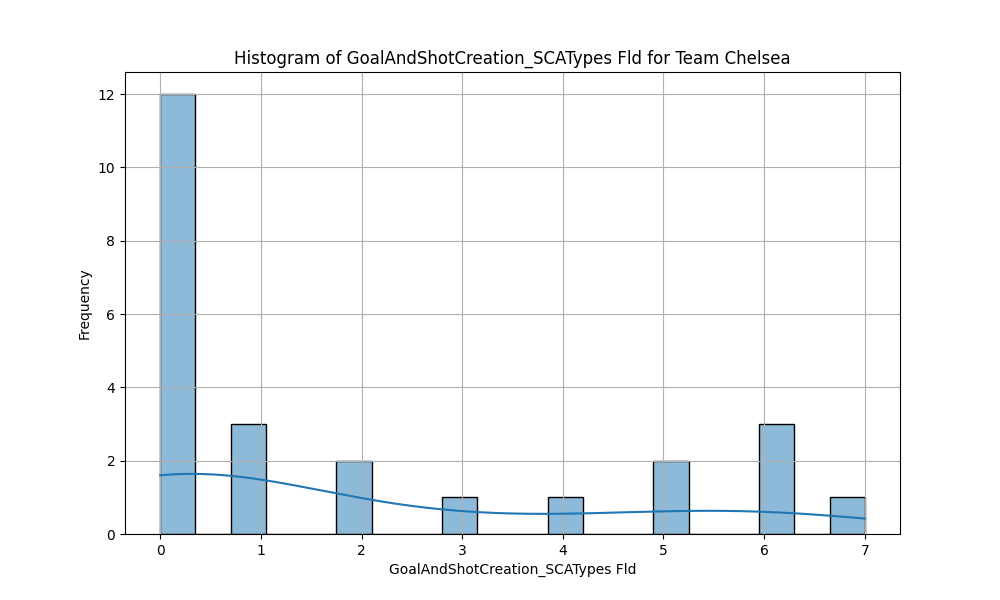 Histogram of GoalAndShotCreation_SCATypes Fld for Team Chelsea
12
10
8
6
4
2
0
Frequency
0 1 2 3 4 5 6 7
GoalAndShotCreation_SCATypes Fld